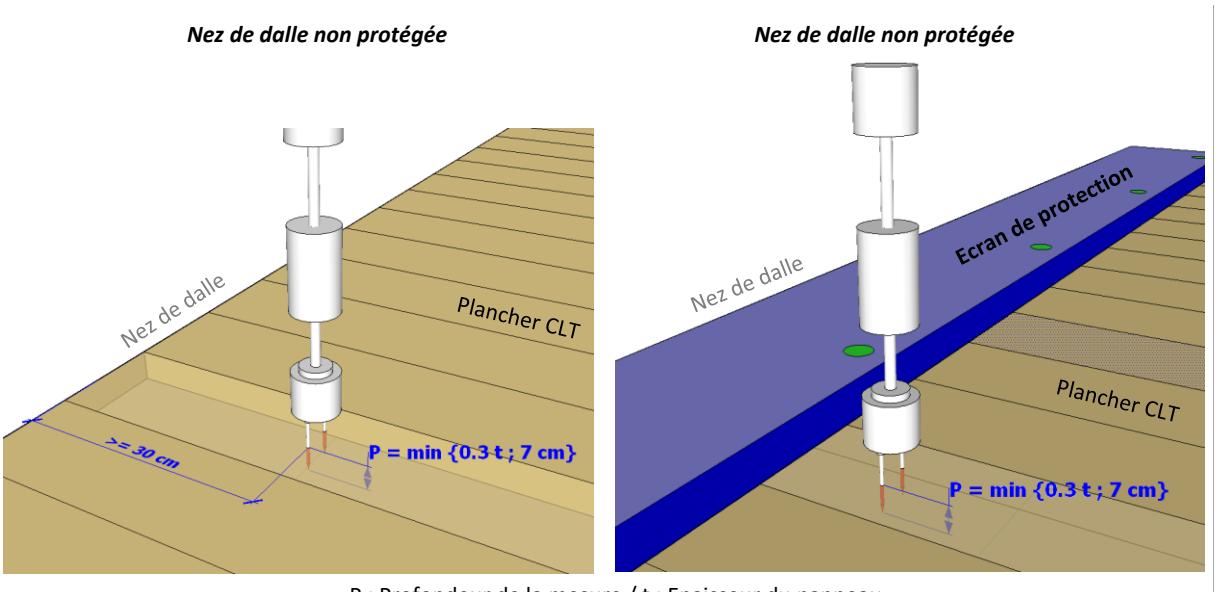 Nez de dalle non protégée
Nez de dalle
Plancher CLT
>= 30 cm
P = min {0.3 t ; 7 cm}
Nez de dalle non protégée
Nez de dalle
Ecran de protection
Plancher CLT
P = min {0.3 t ; 7 cm}
P : Profondeur de la mesure / t : Epaisseur du panneau